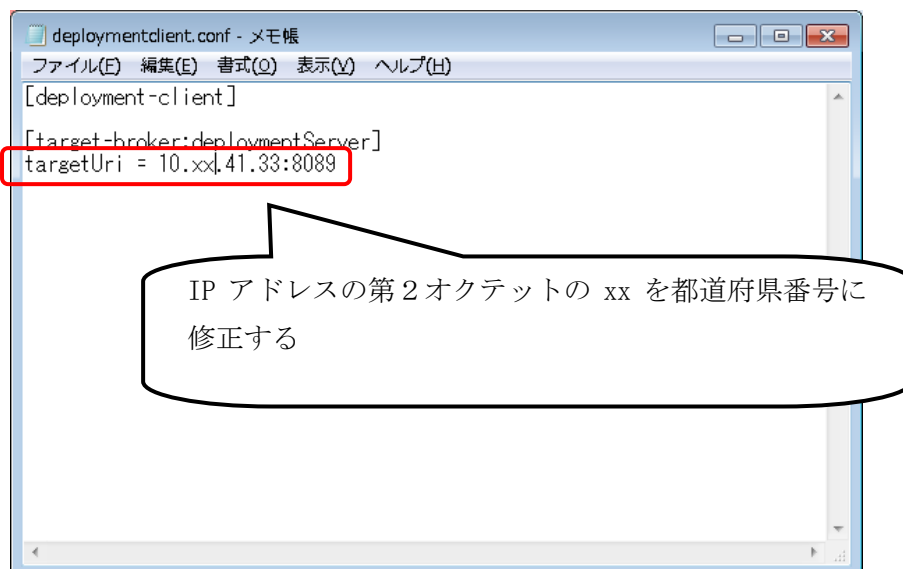 deploymentclient.conf - メモ帳
ファイル(F) 編集(E) 書式(O) 表示(V) ヘルプ(H)
[deployment-client]
[target-broker:deploymentServer]
targetUri = 10.xx.41.33:8089
IP アドレスの第２オクテットの xx を都道府県番号に
修正する